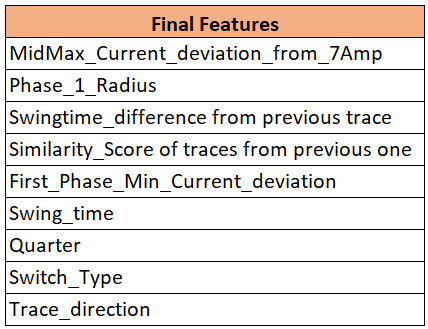 Final Features
MidMax_Current_deviation_from_7Amp
Phase_1_Radius
Swingtime_difference from previous trace
Similarity_Score of traces from previous one
First_Phase_Min_Current_deviation
Swing_time
Quarter
Switch_Type
Trace_direction